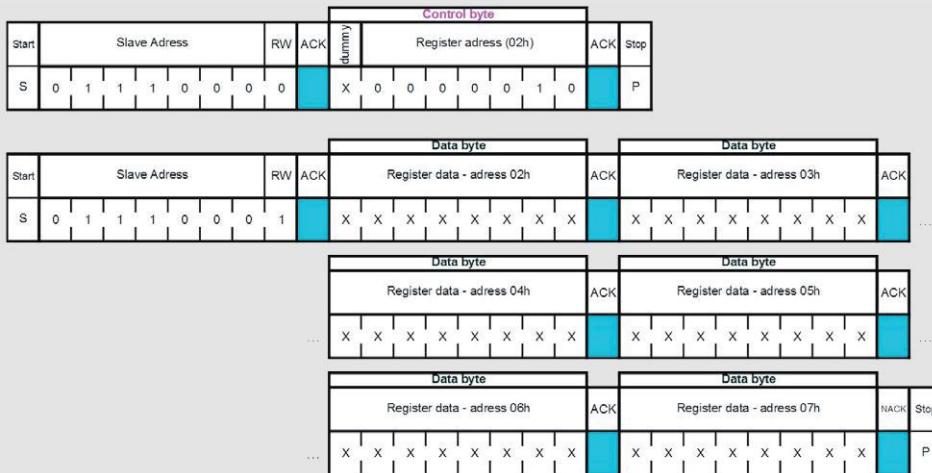 Control byte
Start Slave Adress RW ACK dummy Register adress (02h) ACK Stop
S 0 1 1 1 0 0 0 0 X 0 0 0 0 0 1 0 P
Data byte Data byte
Start Slave Adress RW ACK Register data - adress 02h ACK Register data - adress 03h ACK
S 0 1 1 1 0 0 0 1 X X X X X X X X X X X X X X X X ...
Data byte Data byte
Register data - adress 04h ACK Register data - adress 05h ACK
... X X X X X X X X X X X X X X X X ...
Data byte Data byte
Register data - adress 06h ACK Register data - adress 07h NACK Stop
... X X X X X X X X X X X X X X X X P